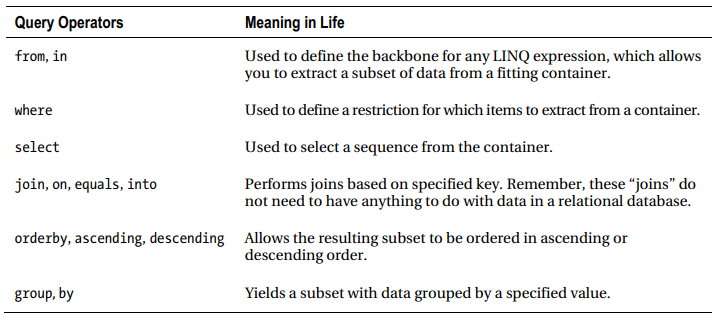 Query Operators Meaning in Life
from, in Used to define the backbone for any LINQ expression, which allows
you to extract a subset of data from a fitting container.
where Used to define a restriction for which items to extract from a container.
select Used to select a sequence from the container.
join, on, equals, into Performs joins based on specified key. Remember, these “joins” do
not need to have anything to do with data in a relational database.
orderby, ascending, descending Allows the resulting subset to be ordered in ascending or
descending order.
group, by Yields a subset with data grouped by a specified value.